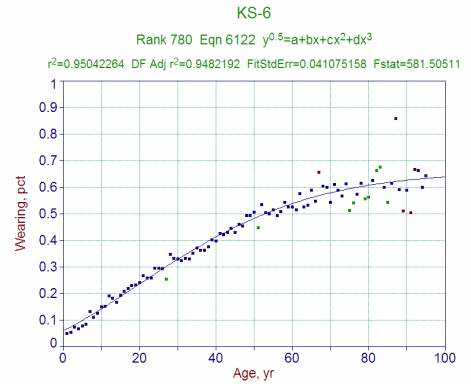 KS-6
Rank 780 Eqn 6122 y^0.5=a+bx+cx^2+dx^3
r^2=0.95042264 DF Adj r^2=0.9482192 FitStdErr=0.041075158 Fstat=581.50511
1
0.9
0.8
0.7
0.6
0.5
0.4
0.3
0.2
0.1
0
Wearing, pct
0 20 40 60 80 100
Age, yr